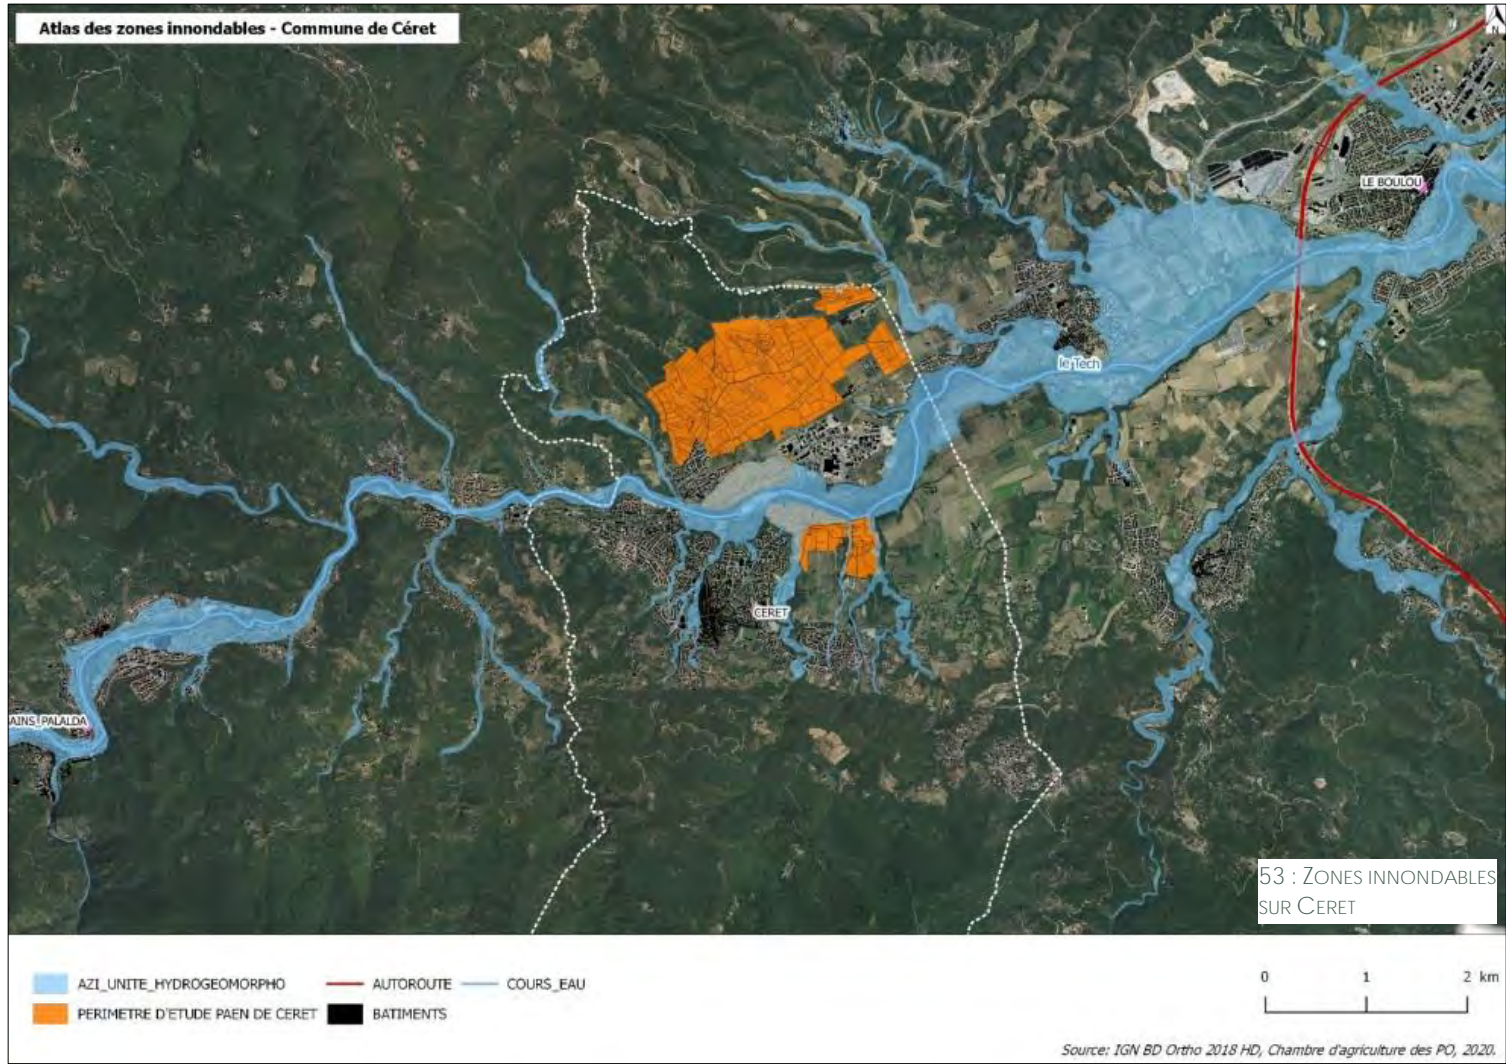 Atlas des zones innondables - Commune de Céret
N
LE BOULOU
le Tech
CERET
AINS_PALALDA
53 : ZONES INNONDABLES
SUR CERET
AZI_UNITE_HYDROGEOMORPHO
AUTOROUTE
COURS_EAU
PERIMETRE D'ETUDE PAEN DE CERET
BATIMENTS
0 1 2 km
Source: IGN BD Ortho 2018 HD, Chambre d'agriculture des PO, 2020.